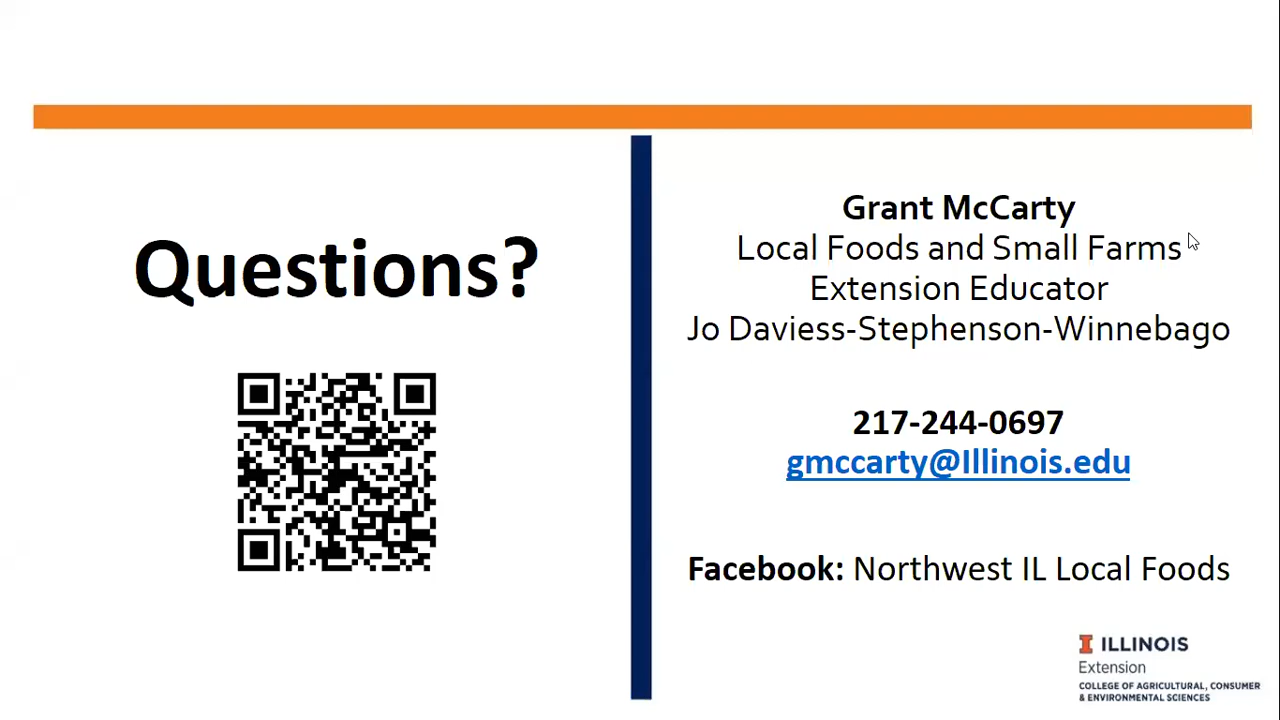 Questions?
Grant McCarty
Local Foods and Small Farms
Extension Educator
Jo Daviess-Stephenson-Winnebago
217-244-0697
gmccarty@Illinois.edu
Facebook: Northwest IL Local Foods
I ILLINOIS
Extension
COLLEGE OF AGRICULTURAL, CONSUMER
& ENVIRONMENTAL SCIENCES